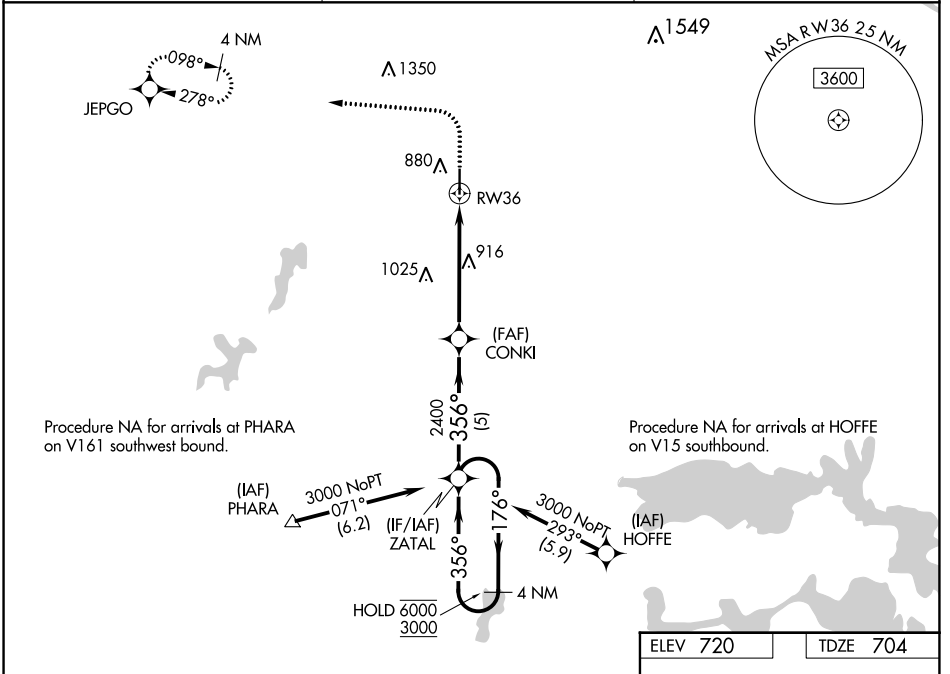 4 NM
098°
278°
JEPGO
1350
1549
MSA RW36 25 NM
3600
880
RW36
1025
916
(FAF)
CONKI
2400
356°
(5)
Procedure NA for arrivals at PHARA
on V161 southwest bound.
Procedure NA for arrivals at HOFFE
on V15 southbound.
(IAF)
PHARA
3000 NoPT
071°
(6.2)
(IF/IAF)
ZATAL
356°
176°
3000 NoPT
293°
(5.9)
(IAF)
HOFFE
4 NM
HOLD 6000
3000
ELEV 720
TDZE 704